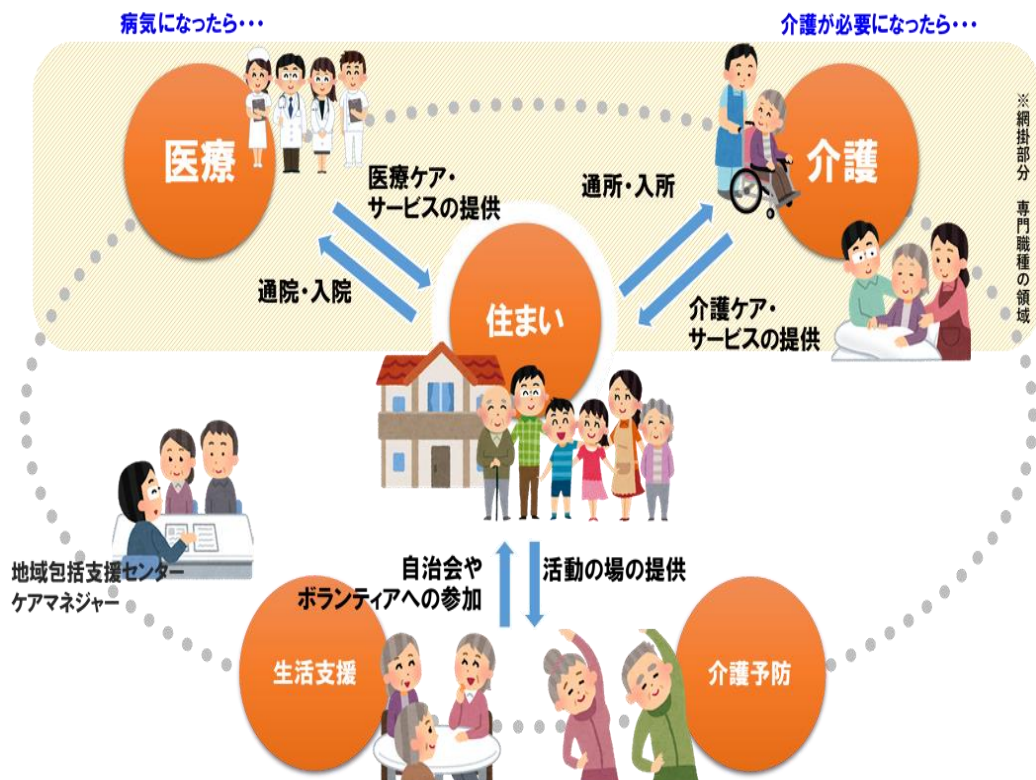 病気になったら・・・
介護が必要になったら・・・
医療
介護
※網掛部分　専門職種の領域
医療ケア・
サービスの提供
通所・入所
通院・入院
住まい
介護ケア・
サービスの提供
地域包括支援センター
ケアマネジャー
自治会や
ボランティアへの参加
活動の場の提供
生活支援
介護予防